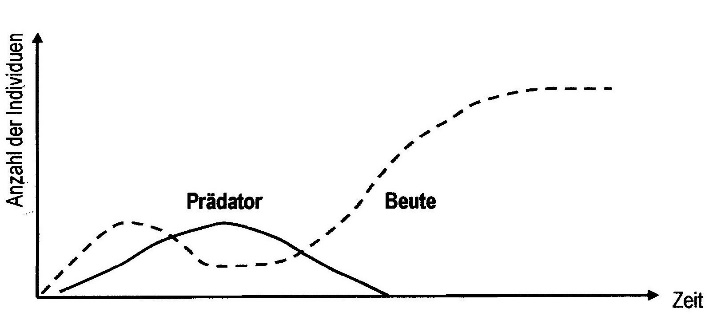 Anzahl der Individuen
Prädator
Beute
Zeit